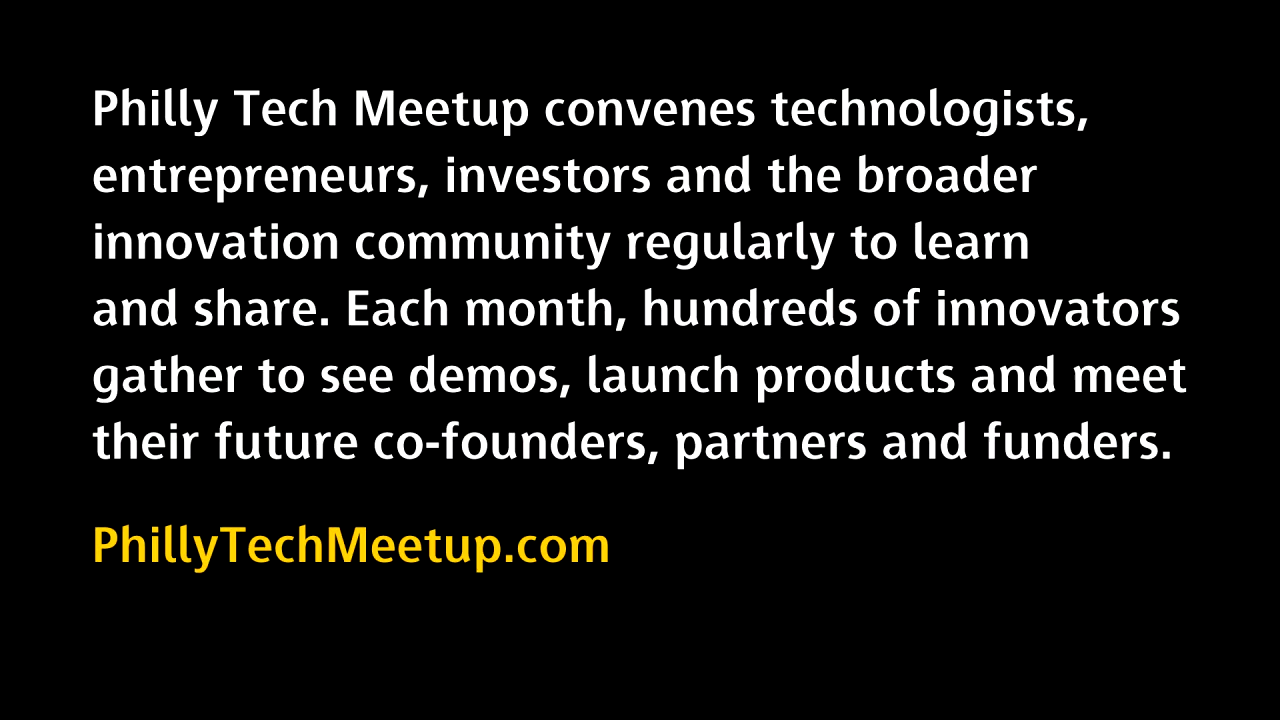 Philly Tech Meetup convenes technologists,
entrepreneurs, investors and the broader
innovation community regularly to learn
and share. Each month, hundreds of innovators
gather to see demos, launch products and meet
their future co-founders, partners and funders.
PhillyTechMeetup.com